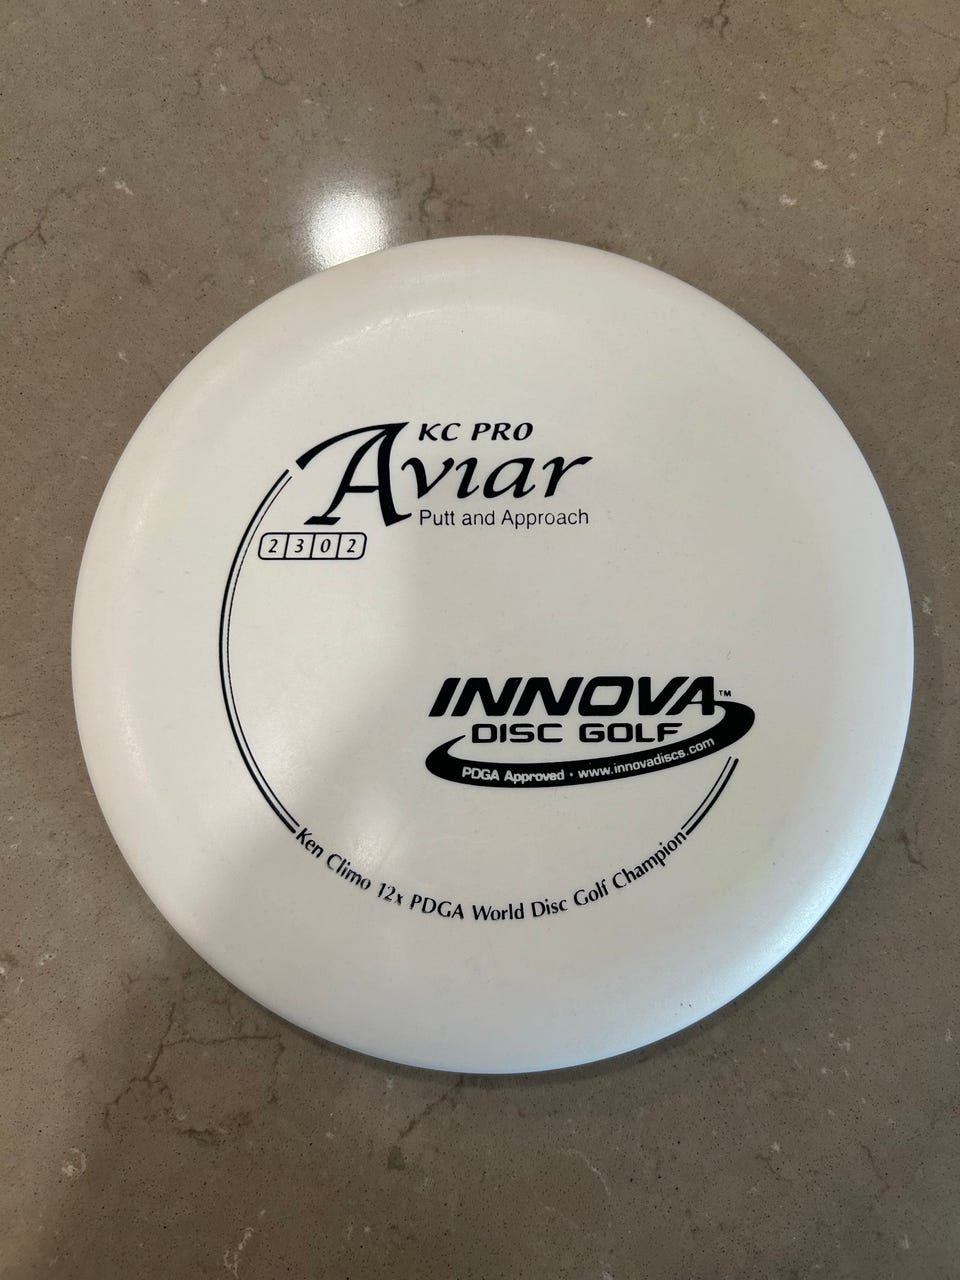 KC PRO
Aviar
Putt and Approach
2 3 0 2
INNOVA™
DISC GOLF
PDGA Approved • www.innovadiscs.com
Ken Climo 12x PDGA World Disc Golf Champion